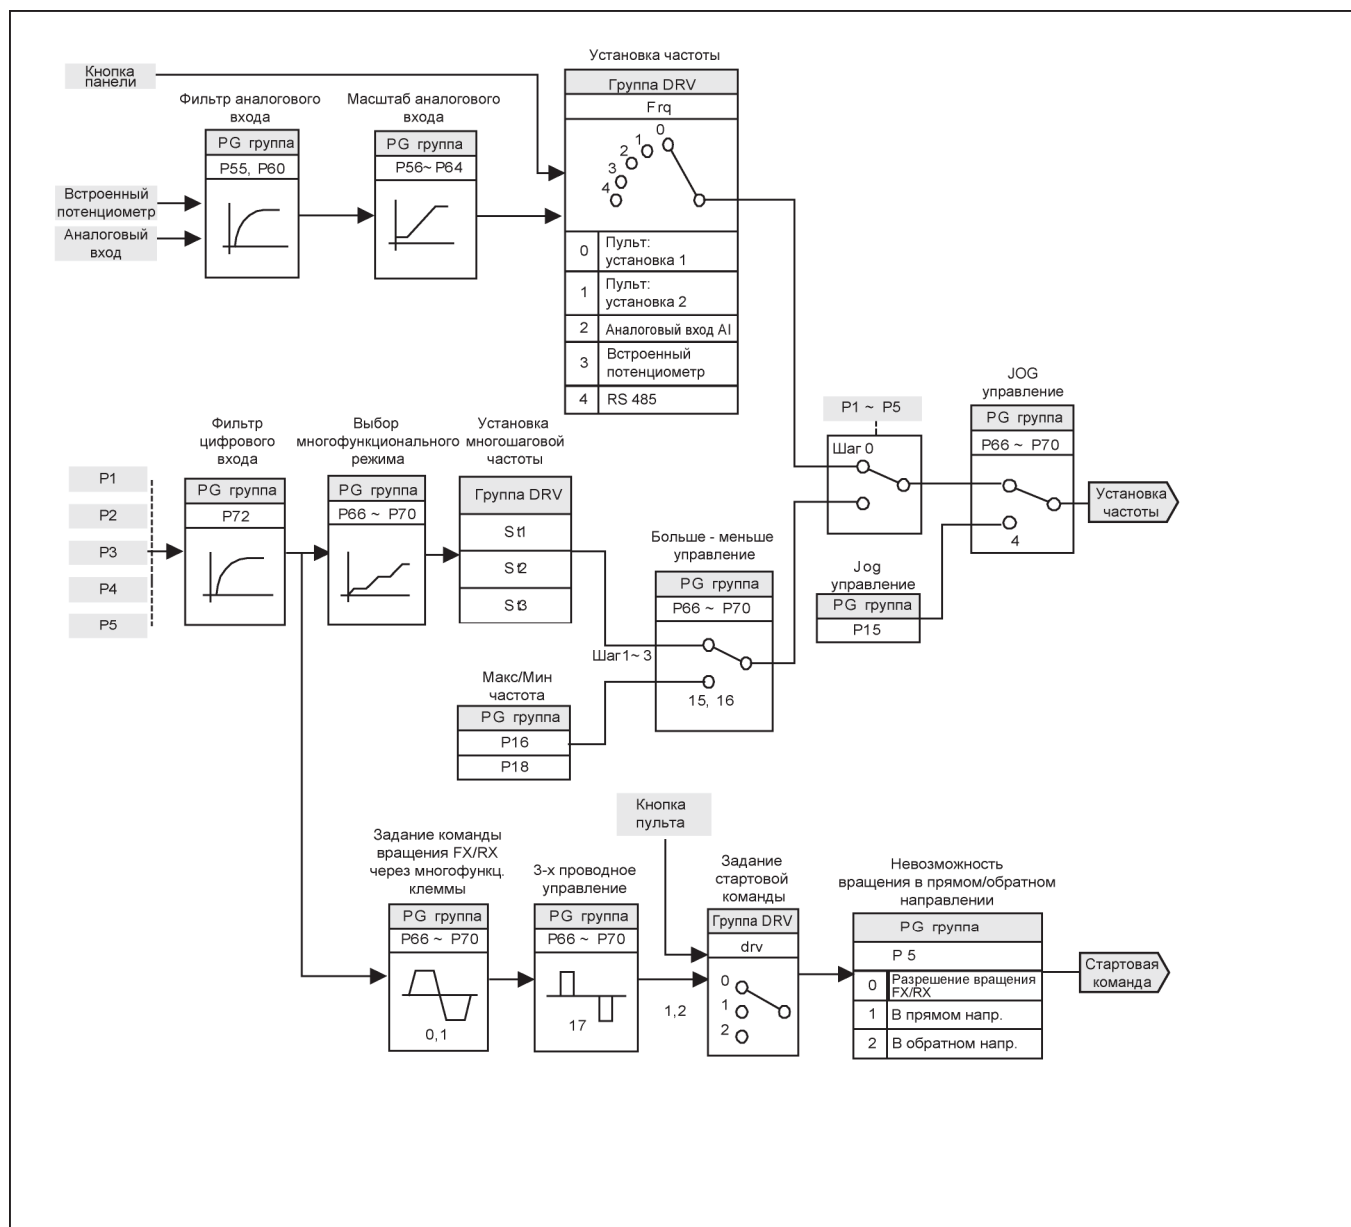 Установка частоты
Кнопка
панели
Группа DRV
Frq
0
1
2
3
4
Фильтр аналогового
входа
PG группа
P55, P60
Масштаб аналогового
входа
PG группа
P56~ P64
Встроенный
потенциометр
Аналоговый
вход
0 Пульт:
установка 1
1 Пульт:
установка 2
2 Аналоговый вход AI
3 Встроенный
потенциометр
4 RS 485
P1 ~ P5
Шаг 0
JOG
управление
PG группа
P66 ~ P70
4
Установка
частоты
Фильтр
цифрового
входа
PG группа
P72
Выбор
многофункционального
режима
PG группа
P66 ~ P70
Установка
многошаговой
частоты
Группа DRV
St1
St2
St3
P1
P2
P3
P4
P5
Больше - меньше
управление
PG группа
P66 ~ P70
Шаг1~ 3
15, 16
Jog
управление
PG группа
P15
Макс/Мин
частота
PG группа
P16
P18
Кнопка
пульта
Задание команды
вращения FX/RX
через многофункц.
клеммы
PG группа
P66 ~ P70
0,1
3-х проводное
управление
PG группа
P66 ~ P70
17
1,2
Задание
стартовой
команды
Группа DRV
drv
0
1
2
Невозможность
вращения в прямом/обратном
направлении
PG группа
P 5
0 Разрешение вращения
FX/RX
1 В прямом напр.
2 В обратном напр.
Стартовая
команда